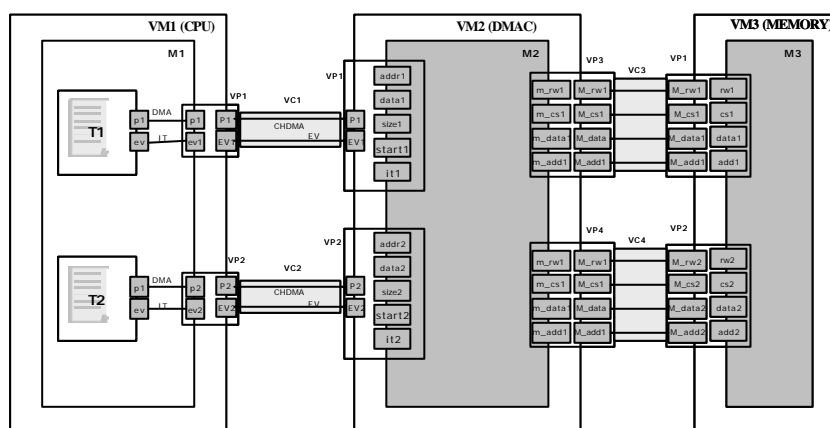 VM1 (CPU)
VM2 (DMAC)
VM3 (MEMORY)
M1
M2
M3
VP1
VC1
VP1
VP3
VC3
VP1
T1
p1
DMA
p1
P1
CHDMA
P1
ev
IT
ev1
EV1
EV
EV1
addr1
data1
size1
start1
it1
m_rw1
M_rw1
M_rw1
rw1
m_cs1
M_cs1
M_cs1
cs1
m_data1
M_data
M_data
data1
m_add1
M_add1
M_add1
add1
VP2
VC2
VP2
VP4
VC4
VP2
T2
p1
DMA
p2
P2
CHDMA
P2
ev
IT
ev2
EV2
EV
EV2
addr2
data2
size2
start2
it2
m_rw1
M_rw1
M_rw2
rw2
m_cs1
M_cs1
M_cs2
cs2
m_data1
M_data
M_data2
data2
m_add1
M_add1
M_add2
add2